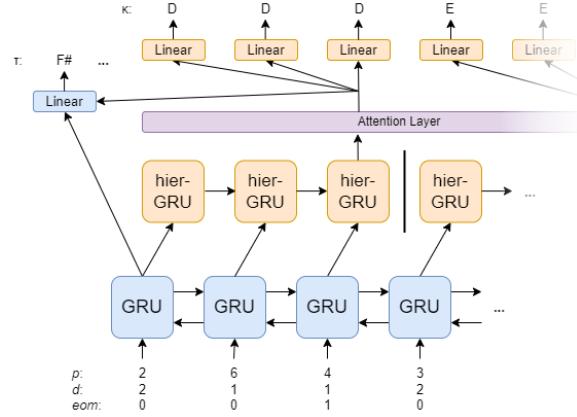 κ: D D D E E
Linear Linear Linear Linear Linear
τ: F# ...
Linear
Attention Layer
hier-GRU hier-GRU hier-GRU hier-GRU ...
GRU GRU GRU GRU ...
p: 2 6 4 3
d: 2 1 1 2
eom: 0 0 1 0